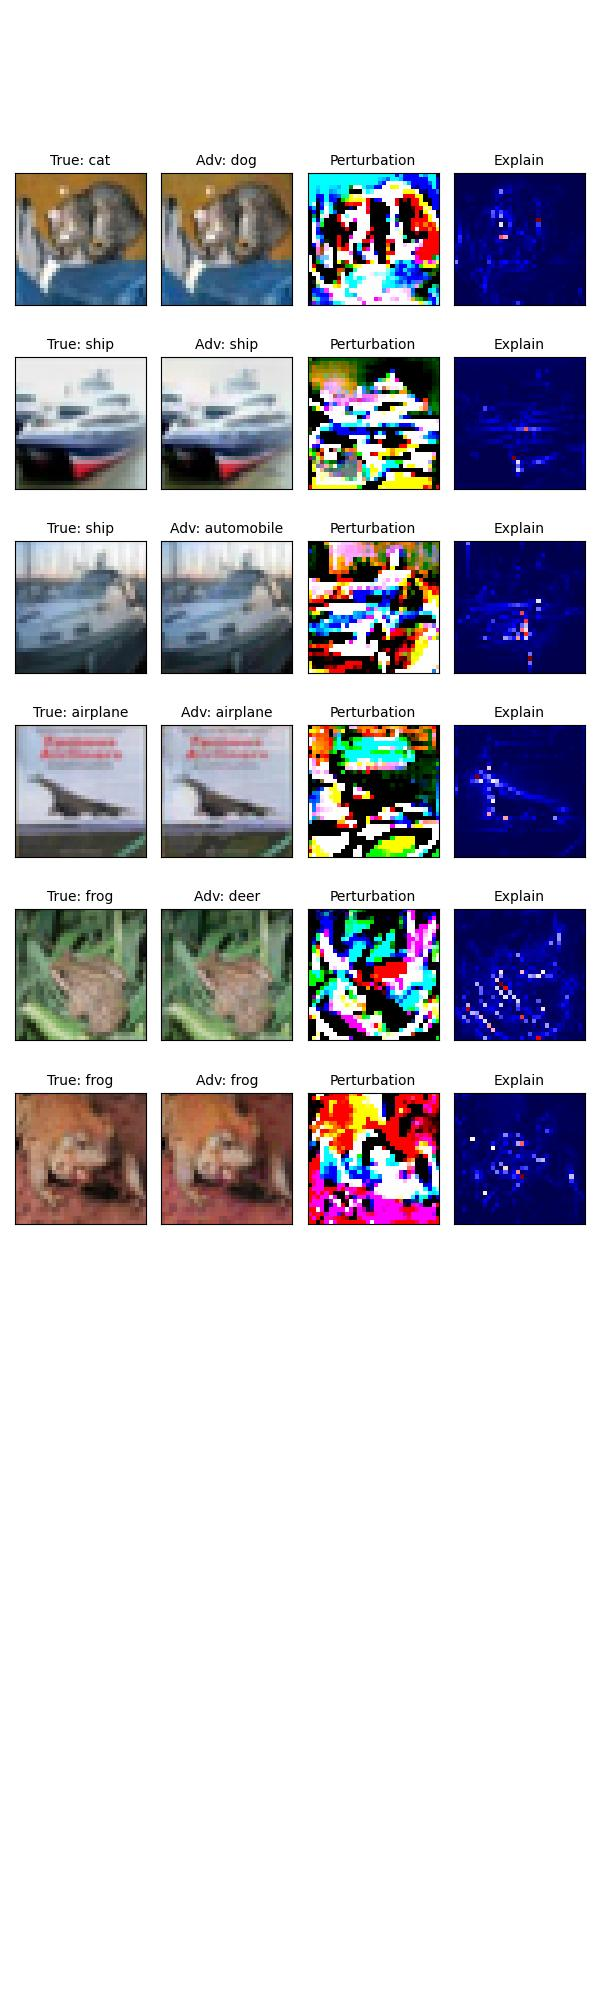 True: cat Adv: dog Perturbation Explain
True: ship Adv: ship Perturbation Explain
True: ship Adv: automobile Perturbation Explain
True: airplane Adv: airplane Perturbation Explain
True: frog Adv: deer Perturbation Explain
True: frog Adv: frog Perturbation Explain